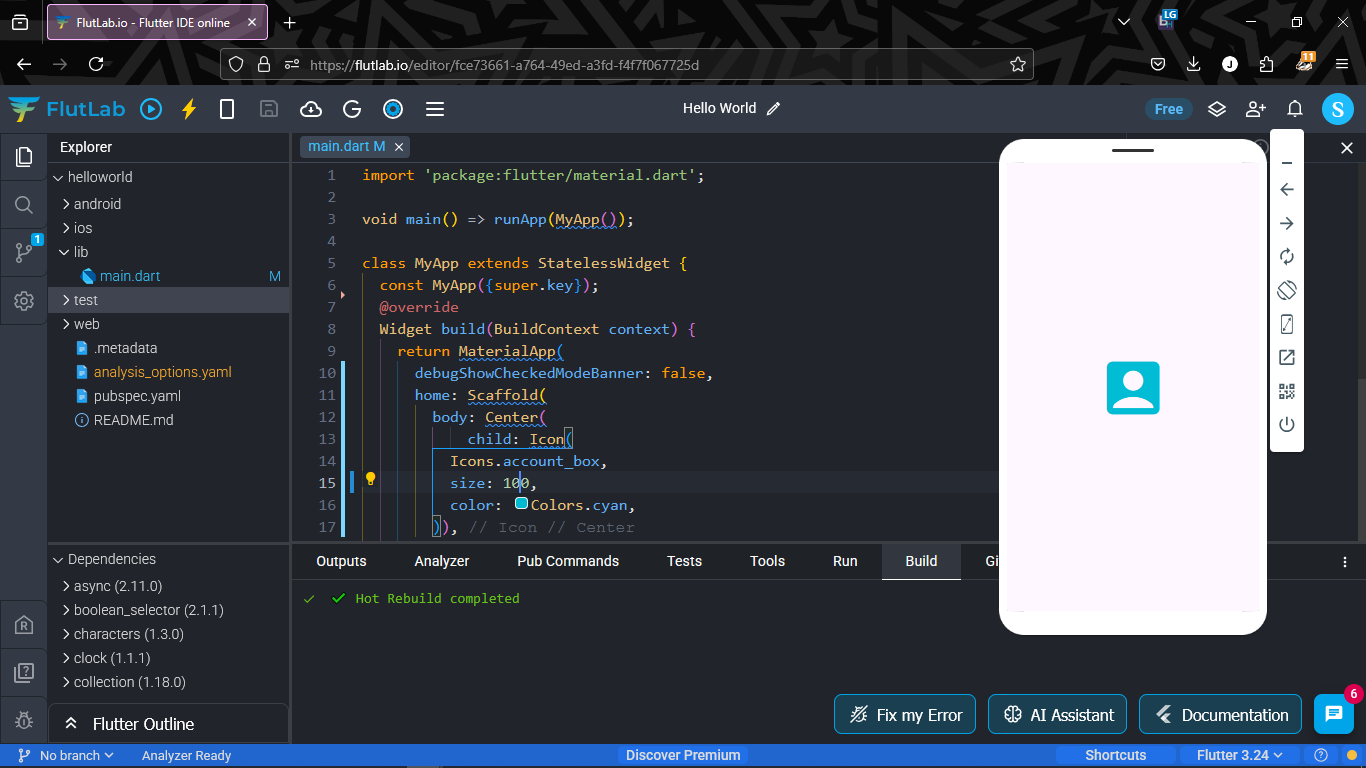 FlutLab.io - Flutter IDE online
LG
https://flutlab.io/editor/fce73661-a764-49ed-a3fd-f4f7f067725d
J
11
FlutLab
Hello World
Free
S
Explorer
helloworld
android
ios
1
lib
main.dart M
test
web
.metadata
analysis_options.yaml
pubspec.yaml
README.md
main.dart M
1 import 'package:flutter/material.dart';
2
3 void main() => runApp(MyApp());
4
5 class MyApp extends StatelessWidget {
6 const MyApp({super.key});
7 @override
8 Widget build(BuildContext context) {
9 return MaterialApp(
10 debugShowCheckedModeBanner: false,
11 home: Scaffold(
12 body: Center(
13 child: Icon(
14 Icons.account_box,
15 size: 100,
16 color: Colors.cyan,
17 )), // Icon // Center
Dependencies
async (2.11.0)
boolean_selector (2.1.1)
characters (1.3.0)
clock (1.1.1)
collection (1.18.0)
Flutter Outline
Outputs Analyzer Pub Commands Tests Tools Run Build Gi
Hot Rebuild completed
Fix my Error
AI Assistant
Documentation
6
No branch
Analyzer Ready
Discover Premium
Shortcuts
Flutter 3.24